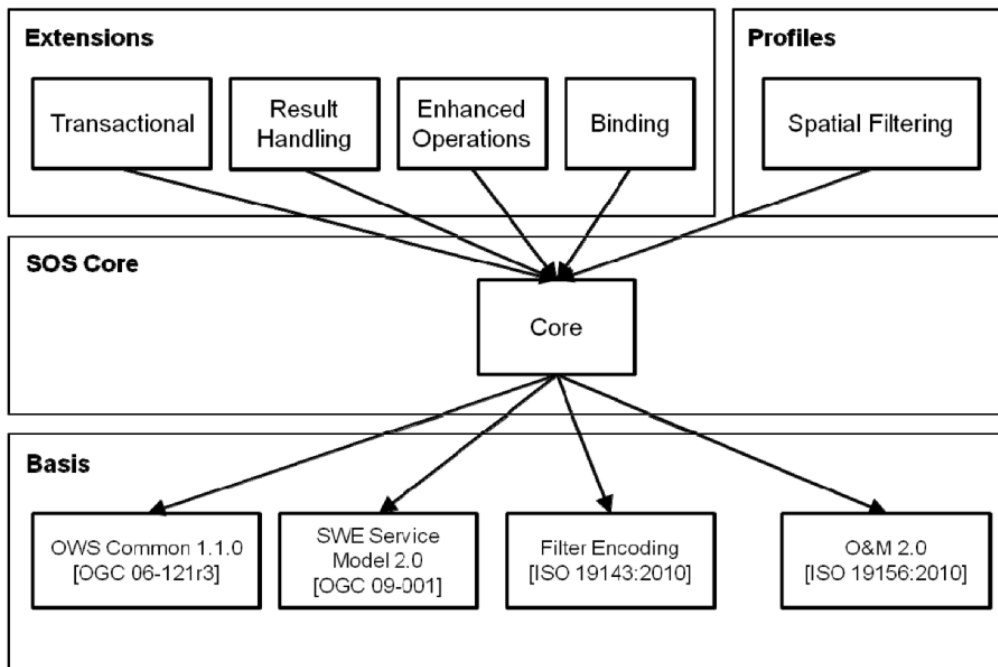 Extensions
Profiles
Transactional
Result
Handling
Enhanced
Operations
Binding
Spatial Filtering
SOS Core
Core
Basis
OWS Common 1.1.0
[OGC 06-121r3]
SWE Service
Model 2.0
[OGC 09-001]
Filter Encoding
[ISO 19143:2010]
O&M 2.0
[ISO 19156:2010]